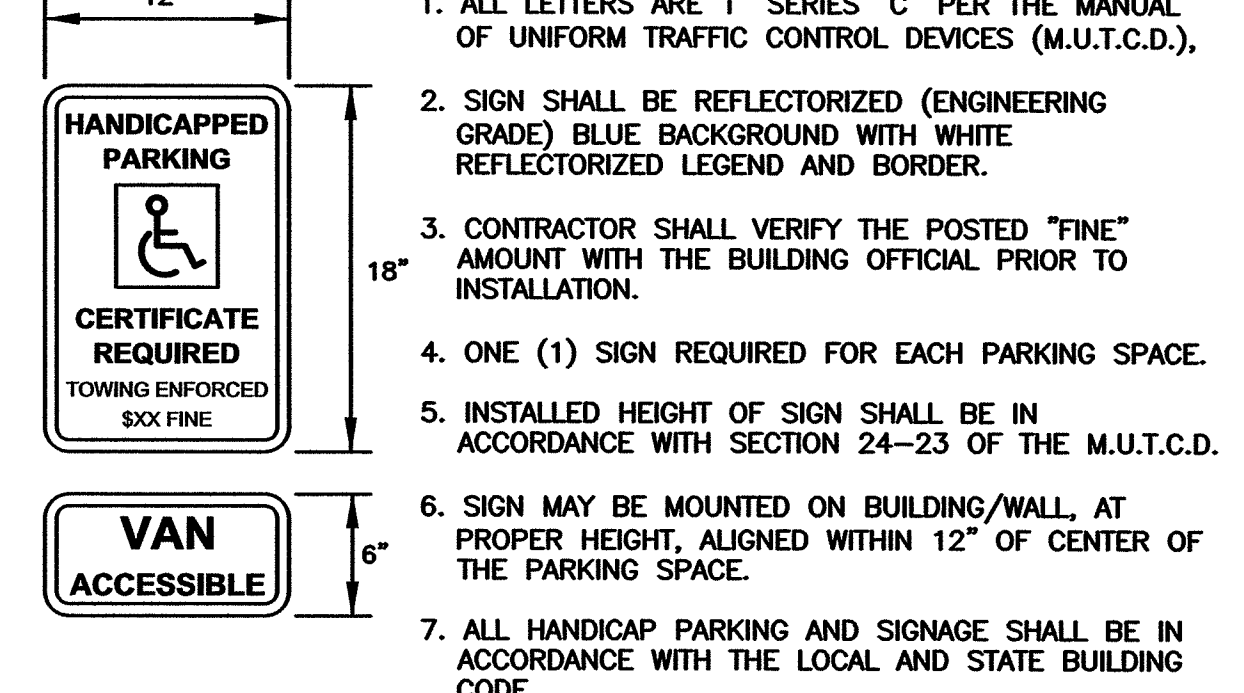 12"
HANDICAPPED
PARKING
CERTIFICATE
REQUIRED
TOWING ENFORCED
$XX FINE
18"
VAN
ACCESSIBLE
6"
1. ALL LETTERS ARE 1" SERIES "C" PER THE MANUAL
OF UNIFORM TRAFFIC CONTROL DEVICES (M.U.T.C.D.),
2. SIGN SHALL BE REFLECTORIZED (ENGINEERING
GRADE) BLUE BACKGROUND WITH WHITE
REFLECTORIZED LEGEND AND BORDER.
3. CONTRACTOR SHALL VERIFY THE POSTED "FINE"
AMOUNT WITH THE BUILDING OFFICIAL PRIOR TO
INSTALLATION.
4. ONE (1) SIGN REQUIRED FOR EACH PARKING SPACE.
5. INSTALLED HEIGHT OF SIGN SHALL BE IN
ACCORDANCE WITH SECTION 24-23 OF THE M.U.T.C.D.
6. SIGN MAY BE MOUNTED ON BUILDING/WALL, AT
PROPER HEIGHT, ALIGNED WITHIN 12" OF CENTER OF
THE PARKING SPACE.
7. ALL HANDICAP PARKING AND SIGNAGE SHALL BE IN
ACCORDANCE WITH THE LOCAL AND STATE BUILDING
CODE